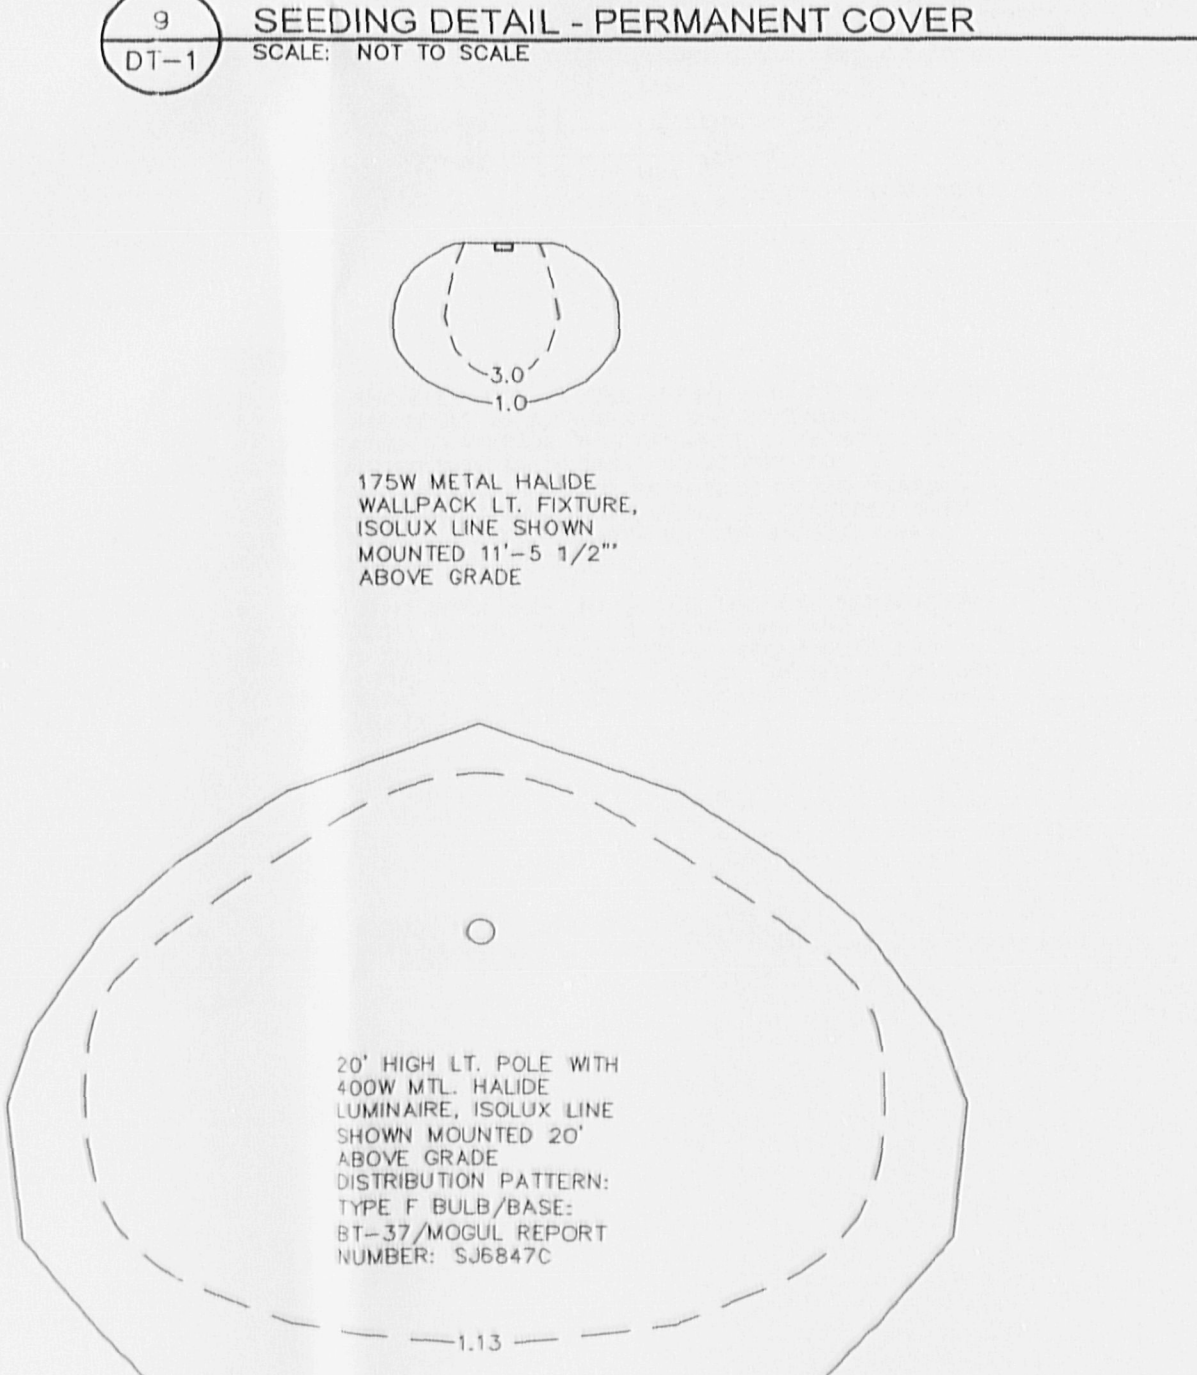 9
SEEDING DETAIL - PERMANENT COVER
DT-1
SCALE: NOT TO SCALE
3.0
1.0
175W METAL HALIDE
WALLPACK LT. FIXTURE,
ISOLUX LINE SHOWN
MOUNTED 11'-5 1/2"'
ABOVE GRADE
20' HIGH LT. POLE WITH
400W MTL. HALIDE
LUMINAIRE, ISOLUX LINE
SHOWN MOUNTED 20'
ABOVE GRADE
DISTRIBUTION PATTERN:
TYPE F BULB/BASE:
BT-37/MOGUL REPORT
NUMBER: SJ6847C
1.13